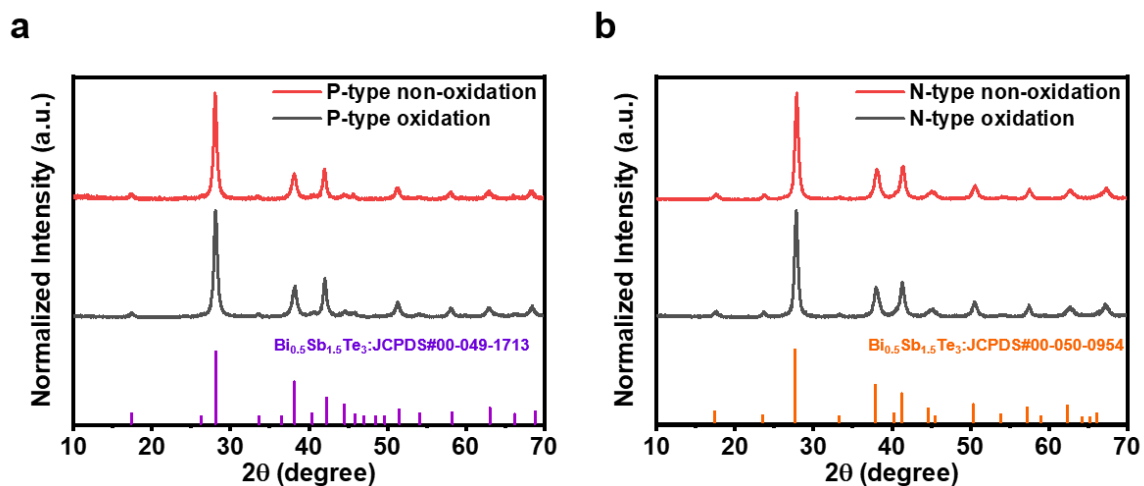 a
Normalized Intensity (a.u.)
P-type non-oxidation
P-type oxidation
Bi₀.₅Sb₁.₅Te₃:JCPDS#00-049-1713
10 20 30 40 50 60 70
2θ (degree)
b
Normalized Intensity (a.u.)
N-type non-oxidation
N-type oxidation
Bi₀.₅Sb₁.₅Te₃:JCPDS#00-050-0954
10 20 30 40 50 60 70
2θ (degree)